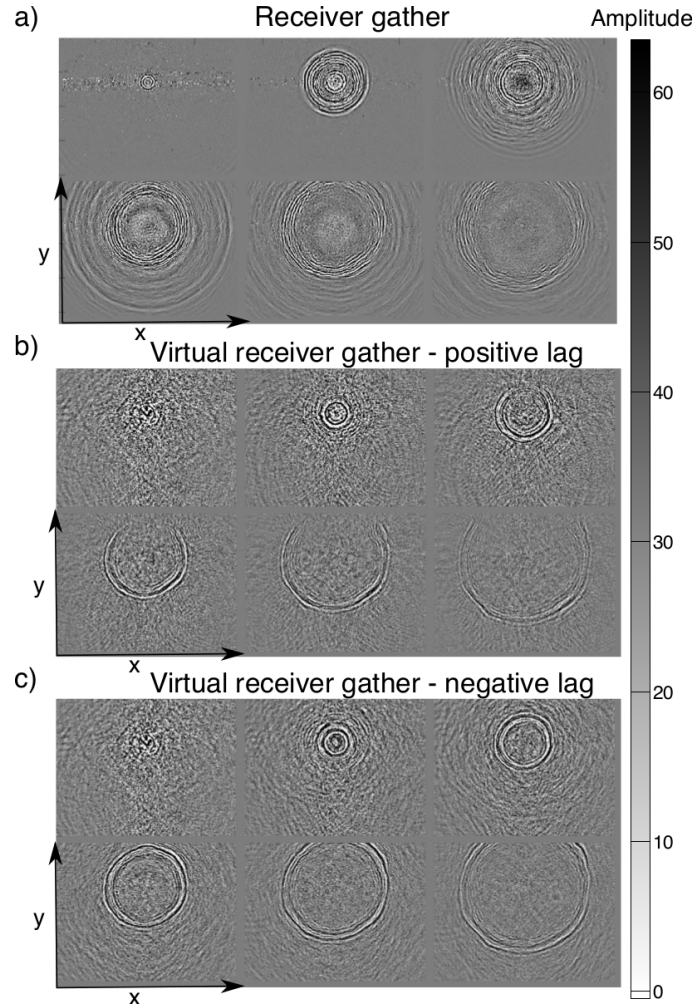 a)
Receiver gather
Amplitude
y
x
b)
Virtual receiver gather - positive lag
y
x
c)
Virtual receiver gather - negative lag
y
x
60
50
40
30
20
10
0